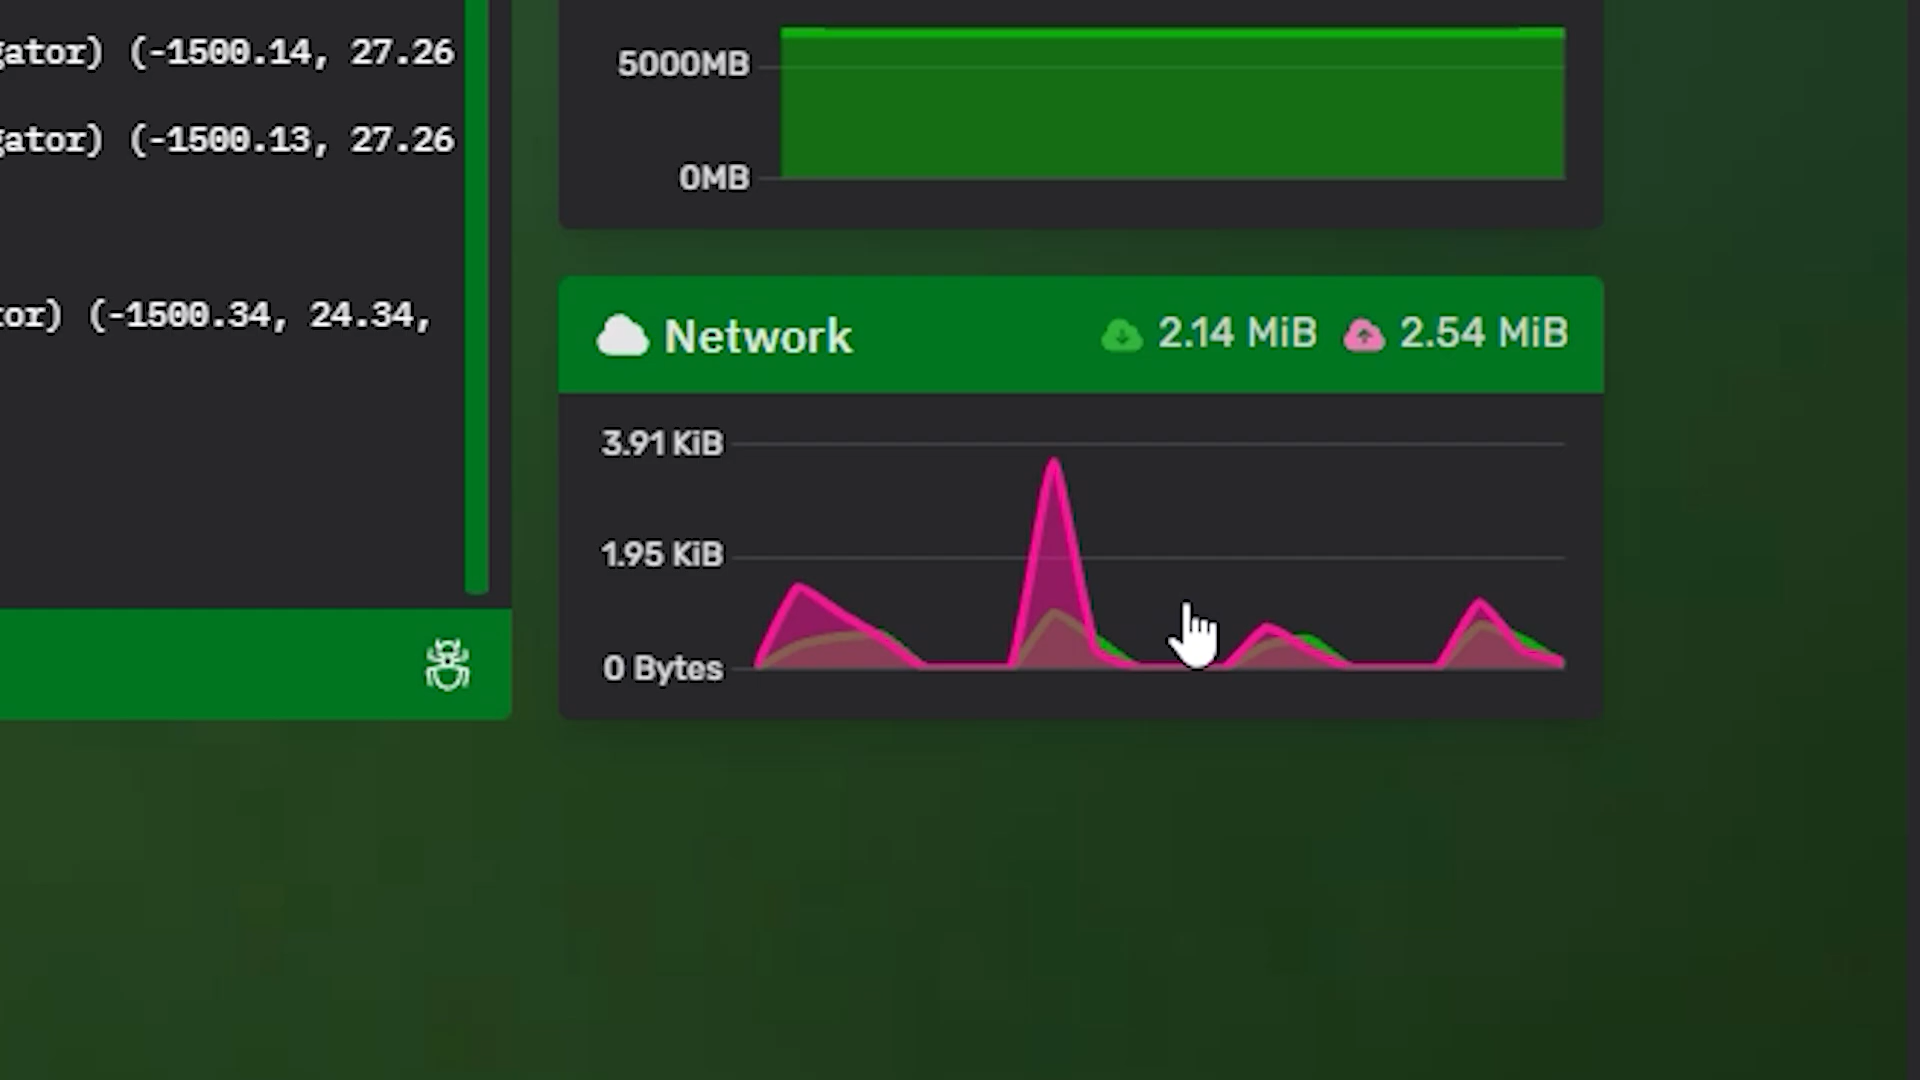 gator) (-1500.14, 27.26
gator) (-1500.13, 27.26
tor) (-1500.34, 24.34,
5000MB
0MB
Network 2.14 MiB 2.54 MiB
3.91 KiB
1.95 KiB
0 Bytes